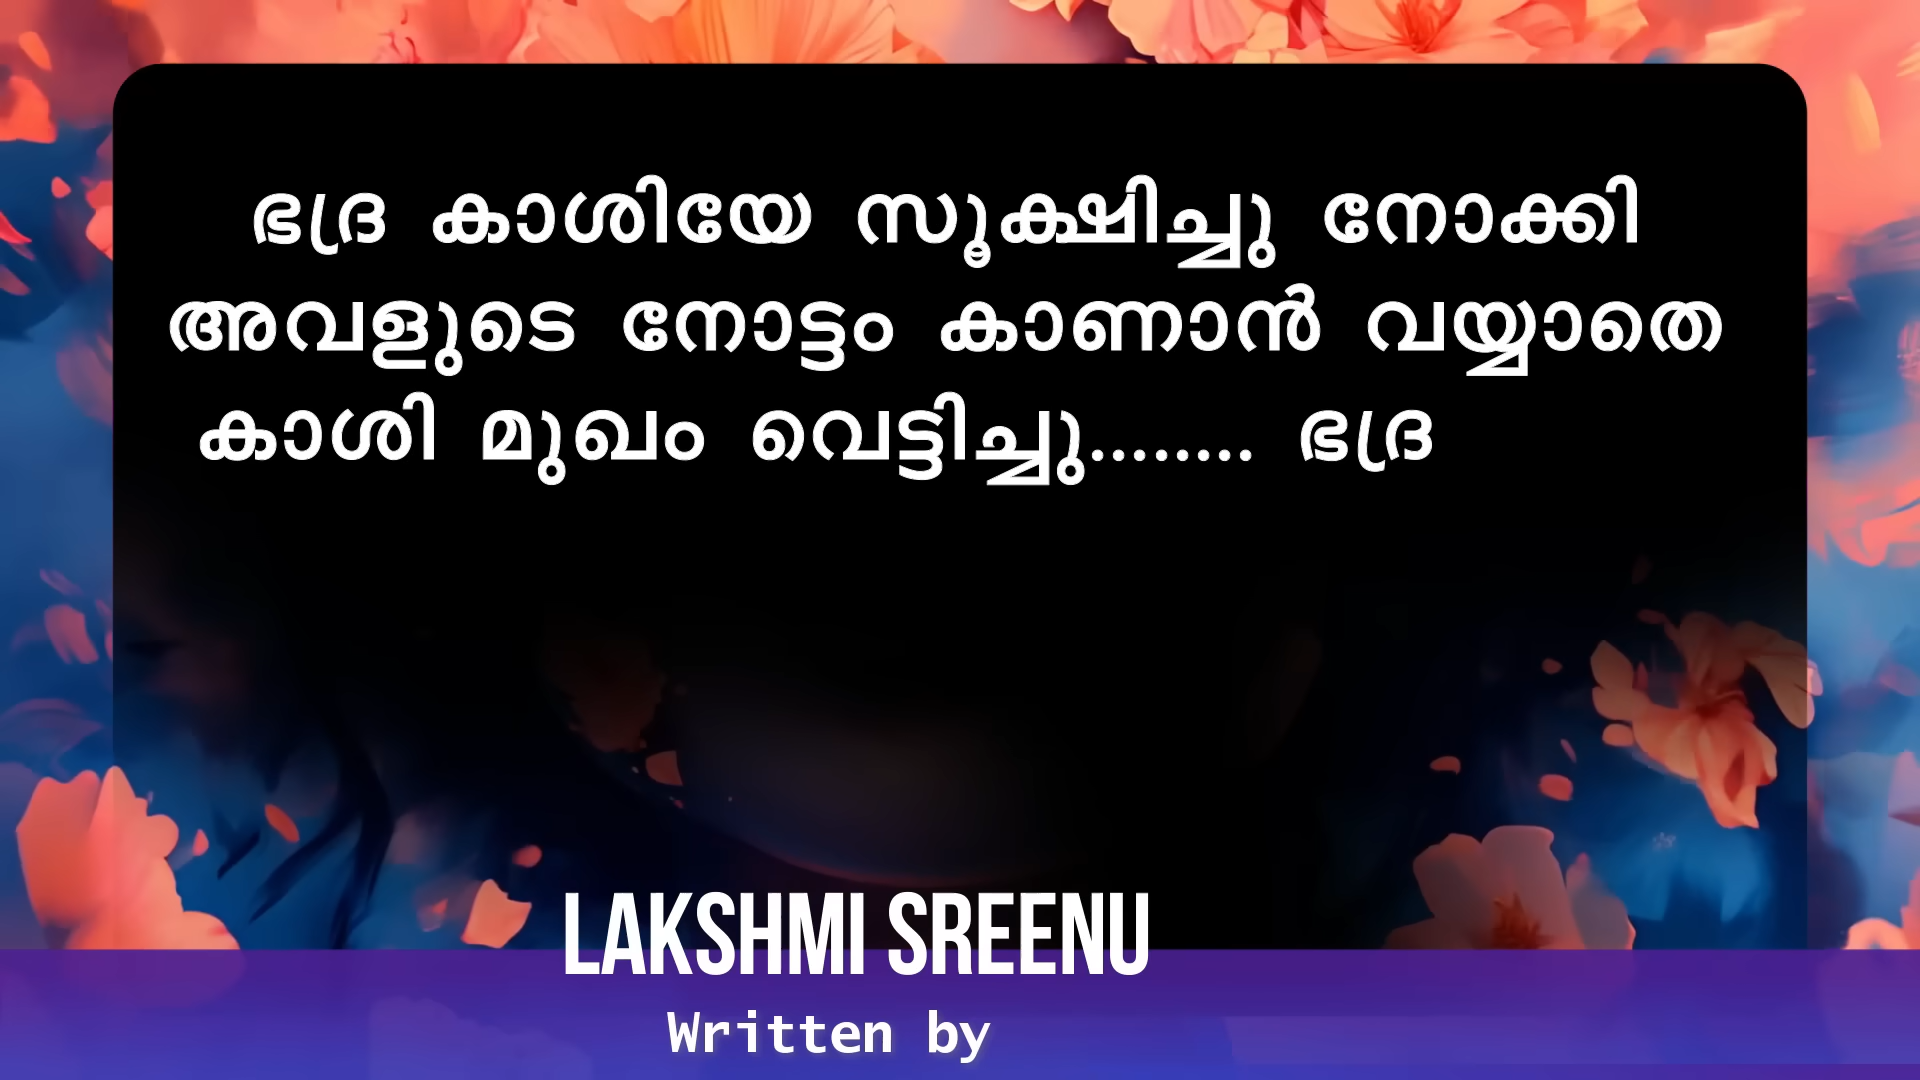 ഭദ്ര കാശിയേ സൂക്ഷിച്ചു നോക്കി
അവളുടെ നോട്ടം കാണാൻ വയ്യാതെ
കാശി മുഖം വെട്ടിച്ചു........ ഭദ്ര
LAKSHMI SREENU
Written by